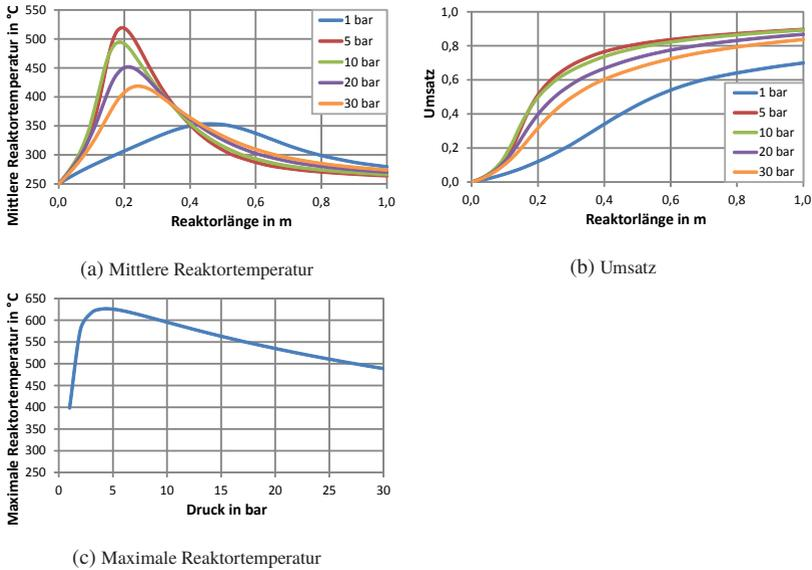 Mittlere Reaktortemperatur in °C
550
500
450
400
350
300
250
0,0 0,2 0,4 0,6 0,8 1,0
Reaktorlänge in m
1 bar
5 bar
10 bar
20 bar
30 bar
(a) Mittlere Reaktortemperatur
Umsatz
1,0
0,8
0,6
0,4
0,2
0,0
0,0 0,2 0,4 0,6 0,8 1,0
Reaktorlänge in m
1 bar
5 bar
10 bar
20 bar
30 bar
(b) Umsatz
Maximale Reaktortemperatur in °C
650
600
550
500
450
400
350
300
250
0 5 10 15 20 25 30
Druck in bar
(c) Maximale Reaktortemperatur